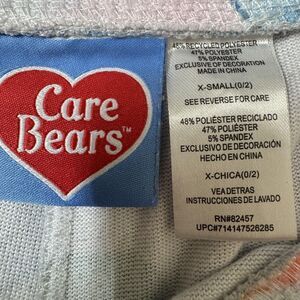 Care
Bears™
48% RECYCLED POLYESTER
47% POLYESTER
5% SPANDEX
EXCLUSIVE OF DECORATION
MADE IN CHINA
X-SMALL(0/2)
SEE REVERSE FOR CARE
48% POLIÉSTER RECICLADO
47% POLIÉSTER
5% SPANDEX
EXCLUSIVO DE DECORACIÓN
HECHO EN CHINA
X-CHICA(0/2)
VEA DETRAS
INSTRUCCIONES DE LAVADO
RN#82457
UPC#714147526285